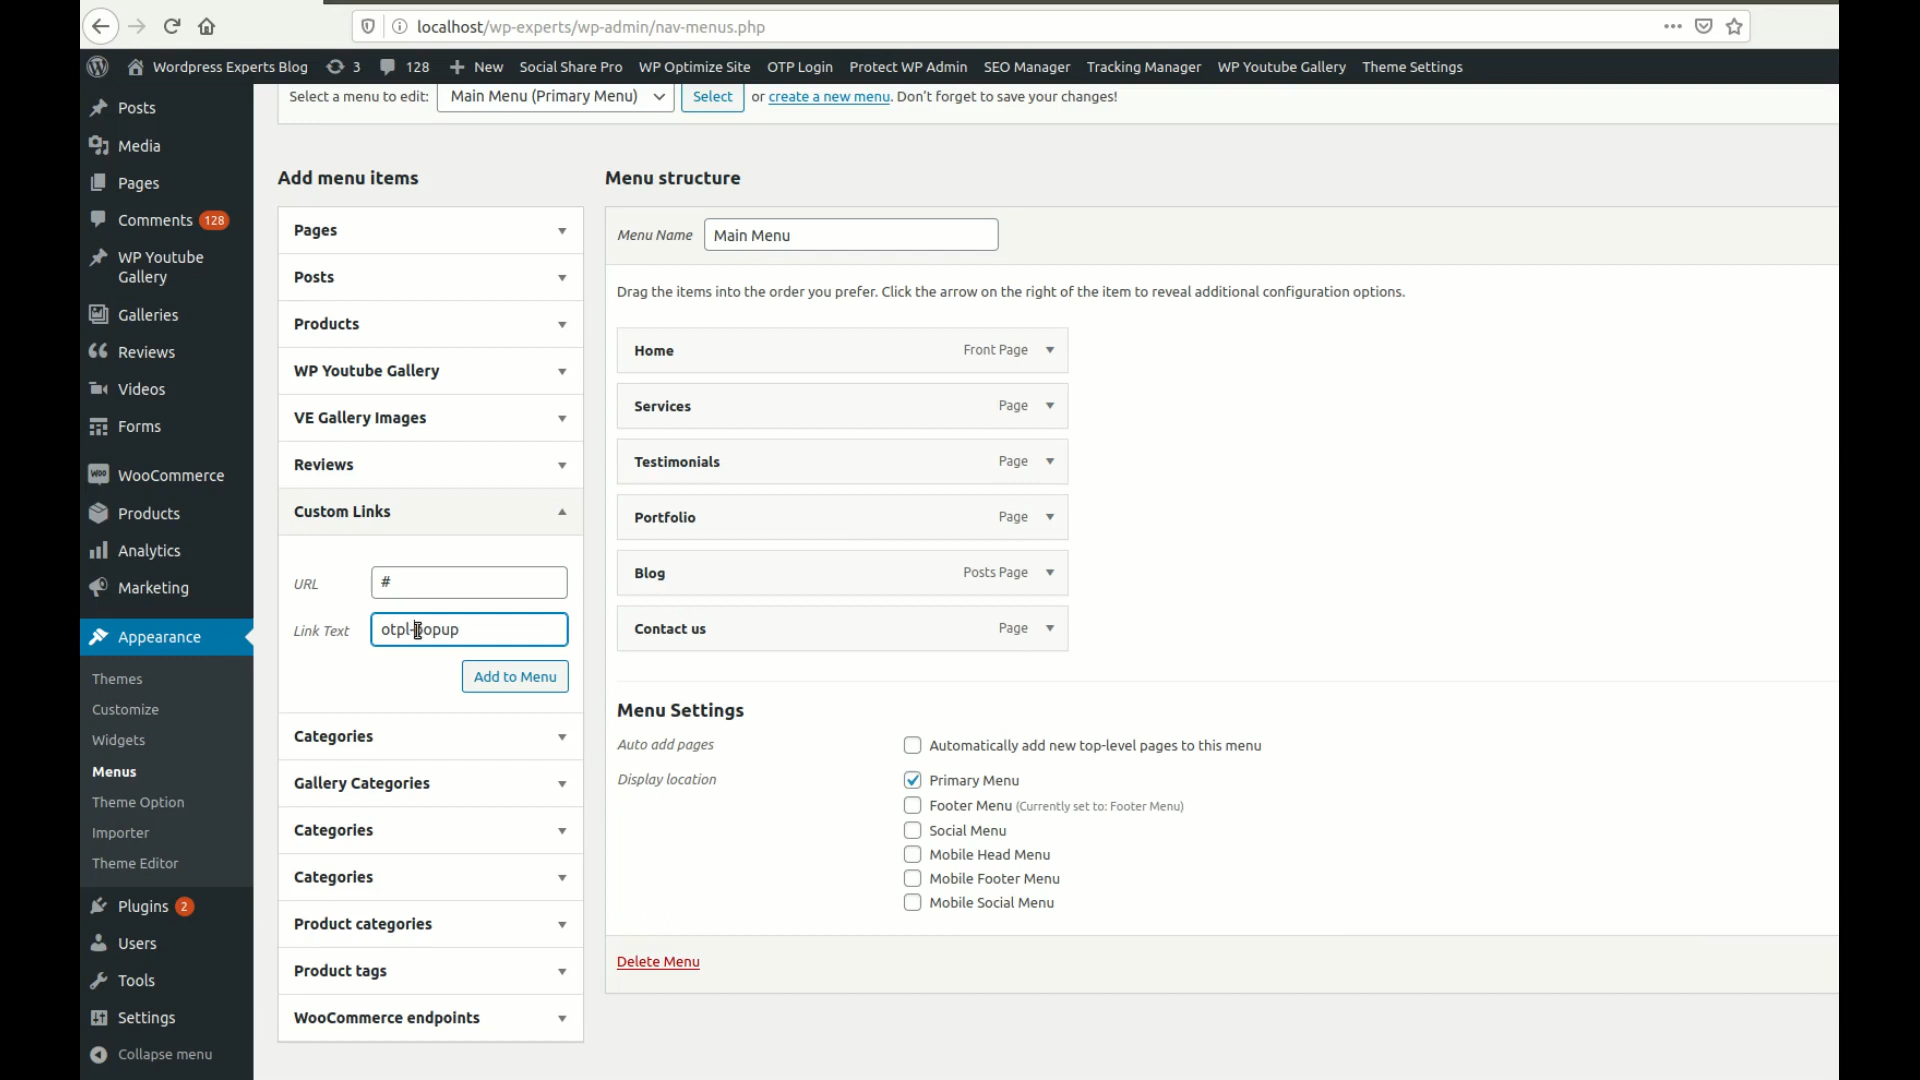 localhost/wp-experts/wp-admin/nav-menus.php
Wordpress Experts Blog 3 128 New Social Share Pro WP Optimize Site OTP Login Protect WP Admin SEO Manager Tracking Manager WP Youtube Gallery Theme Settings
Select a menu to edit: Main Menu (Primary Menu) Select or create a new menu. Don't forget to save your changes!
Posts
Media
Pages
Comments 128
WP Youtube
Gallery
Galleries
Reviews
Videos
Forms
WooCommerce
Products
Analytics
Marketing
Appearance
Themes
Customize
Widgets
Menus
Theme Option
Importer
Theme Editor
Plugins 2
Users
Tools
Settings
Collapse menu
Add menu items
Pages
Posts
Products
WP Youtube Gallery
VE Gallery Images
Reviews
Custom Links
URL #
Link Text otpl-popup
Add to Menu
Categories
Gallery Categories
Categories
Categories
Product categories
Product tags
WooCommerce endpoints
Menu structure
Menu Name Main Menu
Drag the items into the order you prefer. Click the arrow on the right of the item to reveal additional configuration options.
Home Front Page
Services Page
Testimonials Page
Portfolio Page
Blog Posts Page
Contact us Page
Menu Settings
Auto add pages Automatically add new top-level pages to this menu
Display location Primary Menu
Footer Menu (Currently set to: Footer Menu)
Social Menu
Mobile Head Menu
Mobile Footer Menu
Mobile Social Menu
Delete Menu